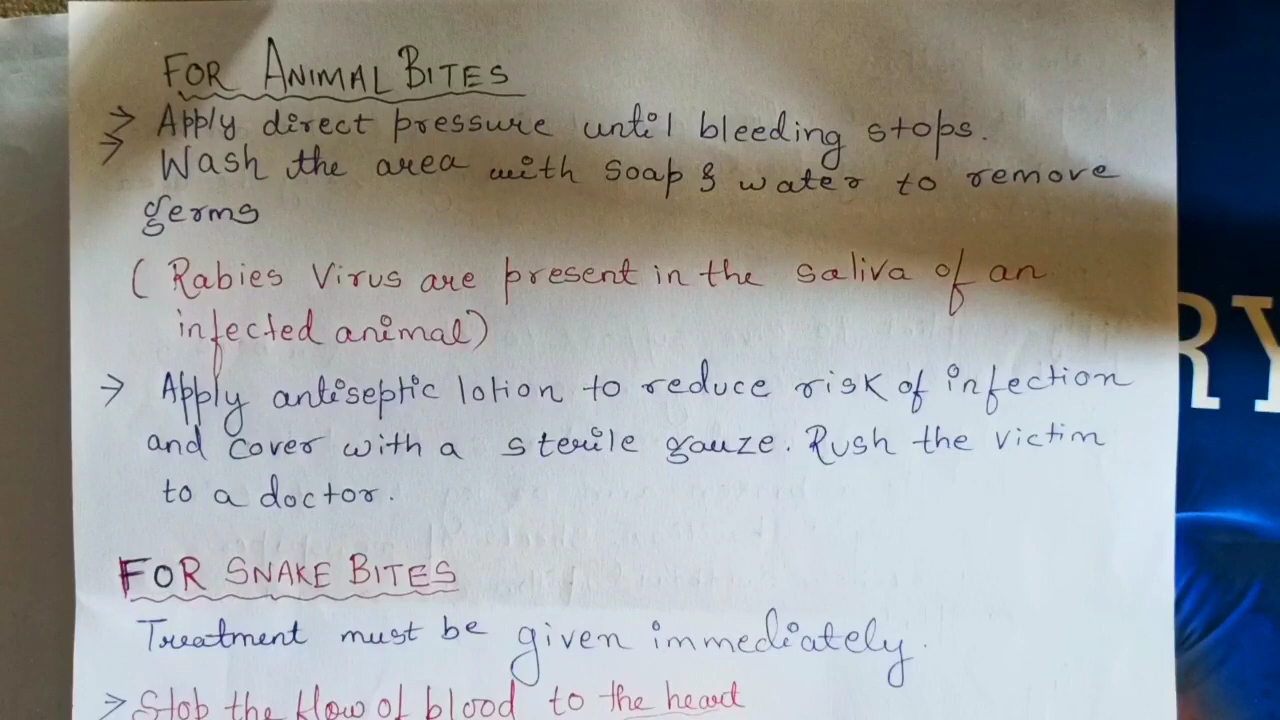 FOR ANIMAL BITES
→ Apply direct pressure until bleeding stops.
→ Wash the area with soap & water to remove
germs
( Rabies Virus are present in the saliva of an
infected animal)
→ Apply antiseptic lotion to reduce risk of infection
and cover with a sterile gauze. Rush the victim
to a doctor.
FOR SNAKE BITES
Treatment must be given immediately.
→ Stop the flow of blood to the heart
RY